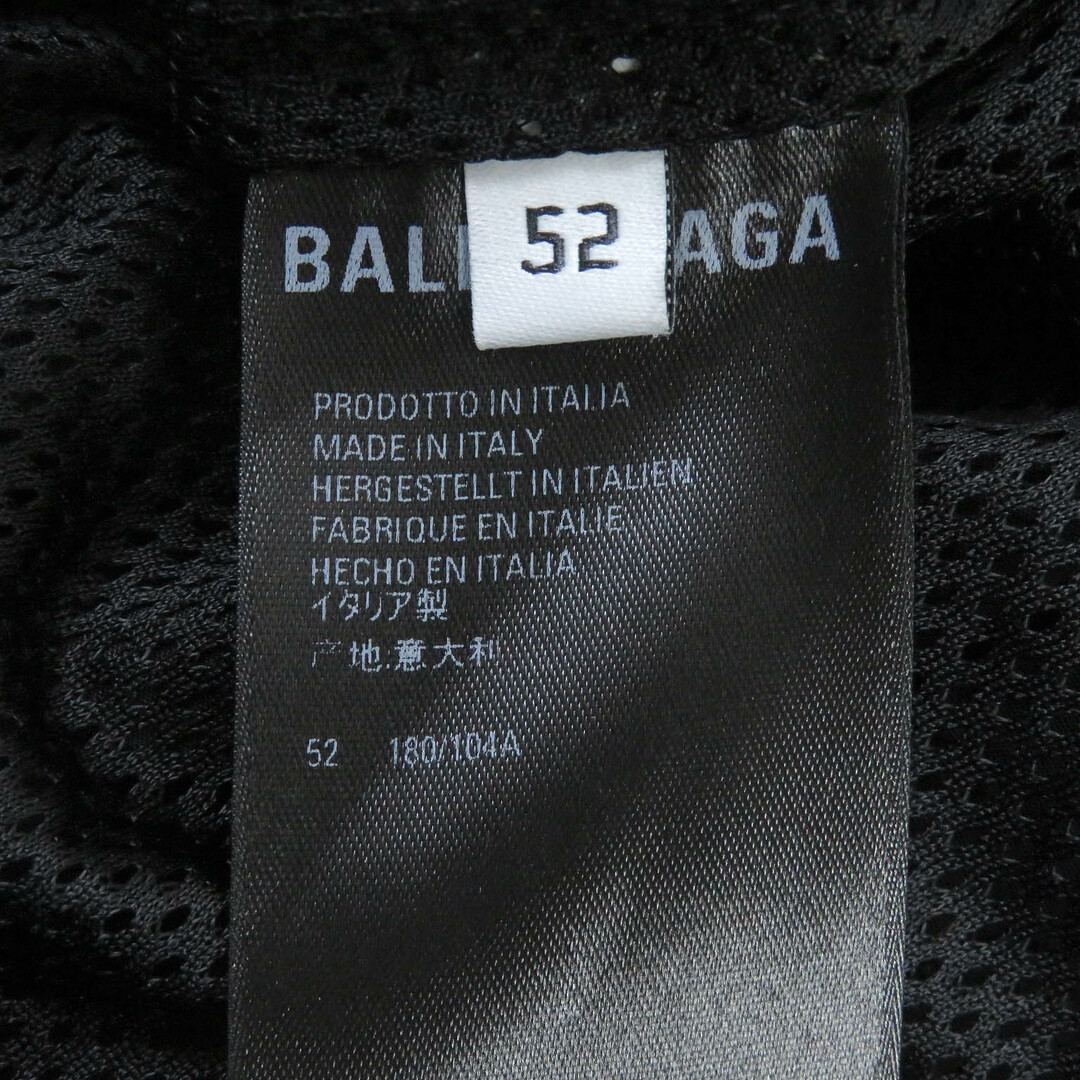 BAL AGA
52
PRODOTTO IN ITALIA
MADE IN ITALY
HERGESTELLT IN ITALIEN
FABRIQUE EN ITALIE
HECHO EN ITALIA
イタリア製
产地:意大利
52 180/104A